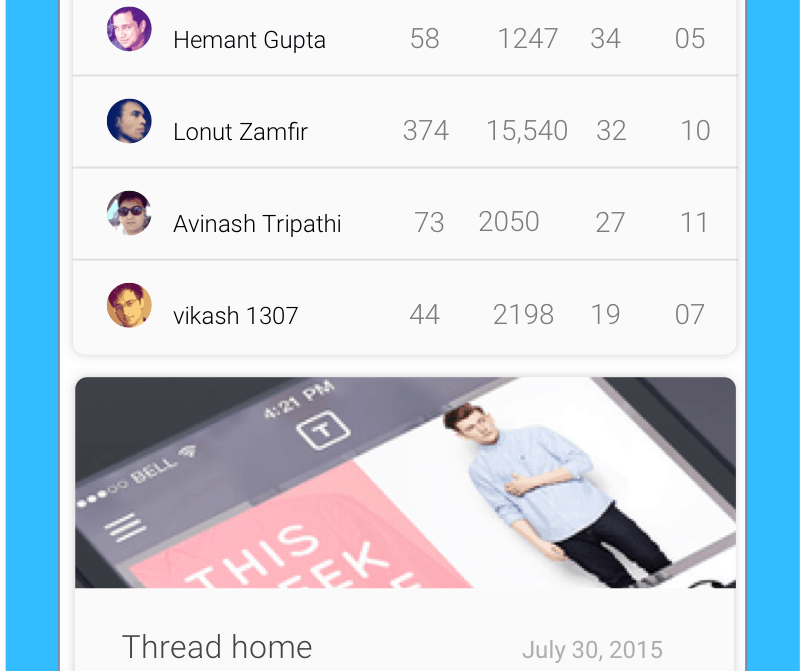 Hemant Gupta 58 1247 34 05
Lonut Zamfir 374 15,540 32 10
Avinash Tripathi 73 2050 27 11
vikash 1307 44 2198 19 07
4:21 PM
BELL
T
THIS
Thread home July 30, 2015